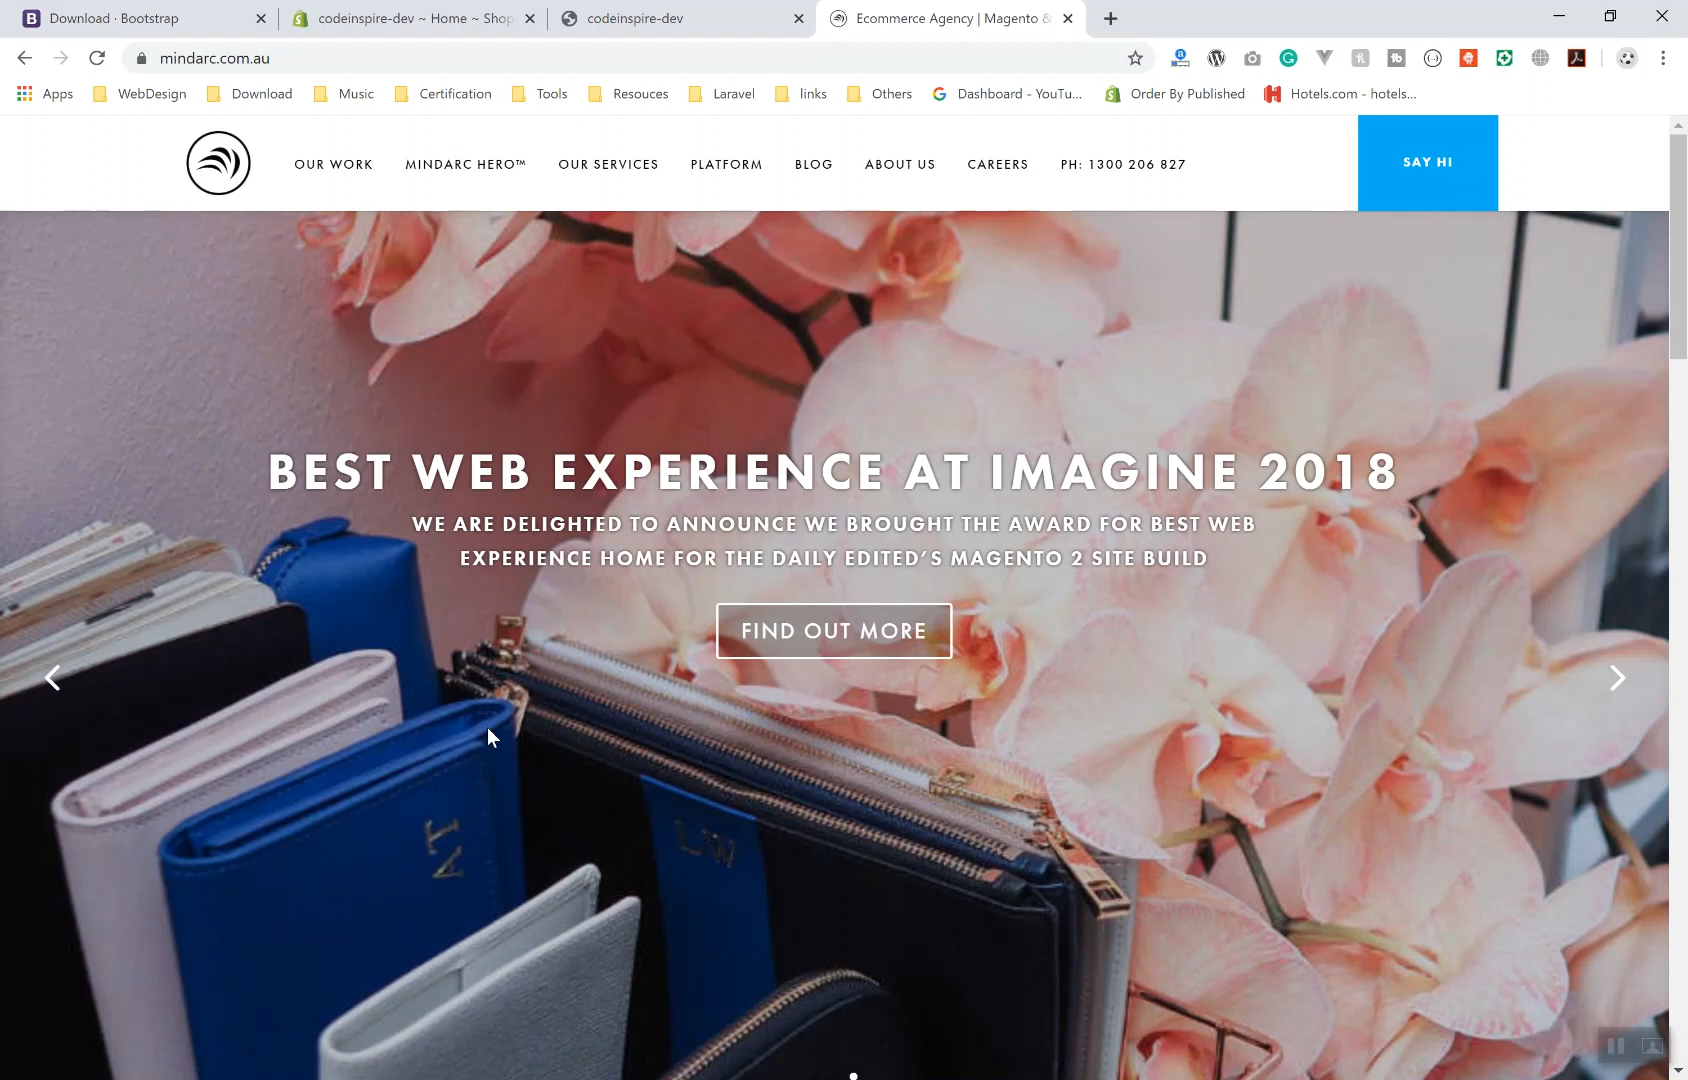 Download · Bootstrap
codeinspire-dev ~ Home ~ Shop
codeinspire-dev
Ecommerce Agency | Magento &
mindarc.com.au
Apps
WebDesign
Download
Music
Certification
Tools
Resouces
Laravel
links
Others
Dashboard - YouTu...
Order By Published
Hotels.com - hotels...
OUR WORK
MINDARC HERO™
OUR SERVICES
PLATFORM
BLOG
ABOUT US
CAREERS
PH: 1300 206 827
SAY HI
BEST WEB EXPERIENCE AT IMAGINE 2018
WE ARE DELIGHTED TO ANNOUNCE WE BROUGHT THE AWARD FOR BEST WEB
EXPERIENCE HOME FOR THE DAILY EDITED'S MAGENTO 2 SITE BUILD
FIND OUT MORE
LW